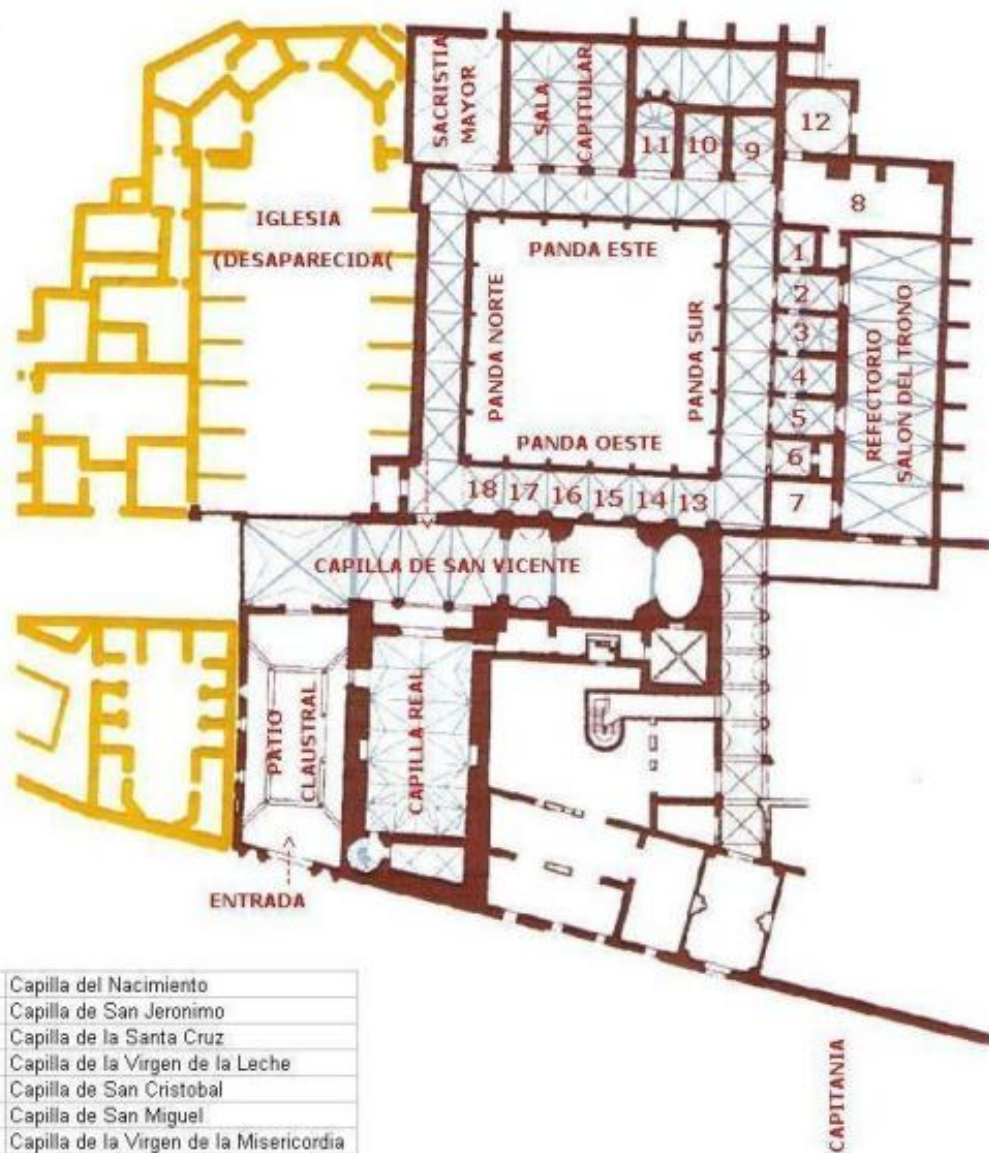 SACRISTIA
MAYOR
SALA
CAPITULAR
11
10
9
12
8
IGLESIA
(DESAPARECIDA(
PANDA ESTE
PANDA NORTE
PANDA SUR
PANDA OESTE
1
2
3
4
5
6
7
REFECTORIO
SALON DEL TRONO
18
17
16
15
14
13
CAPILLA DE SAN VICENTE
PATIO
CLAUSTRAL
CAPILLA REAL
ENTRADA
CAPITANIA
Capilla del Nacimiento
Capilla de San Jeronimo
Capilla de la Santa Cruz
Capilla de la Virgen de la Leche
Capilla de San Cristobal
Capilla de San Miguel
Capilla de la Virgen de la Misericordia